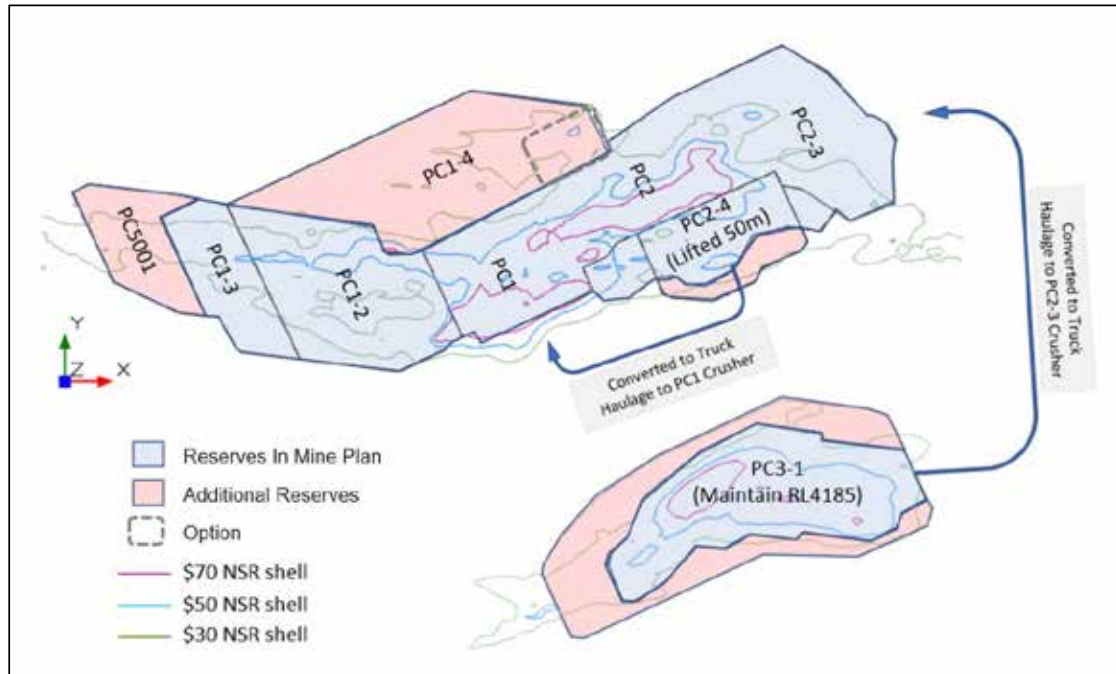 PC2-3
PC1-4
PC2
PC5001
PC1-3
PC2-4
(Lifted 50m)
PC1-2
PC1
Converted to Truck
Haulage to PC2-3 Crusher
Converted to Truck
Haulage to PC1 Crusher
Y
Z
X
PC3-1
(Maintain RL4185)
Reserves In Mine Plan
Additional Reserves
Option
$70 NSR shell
$50 NSR shell
$30 NSR shell